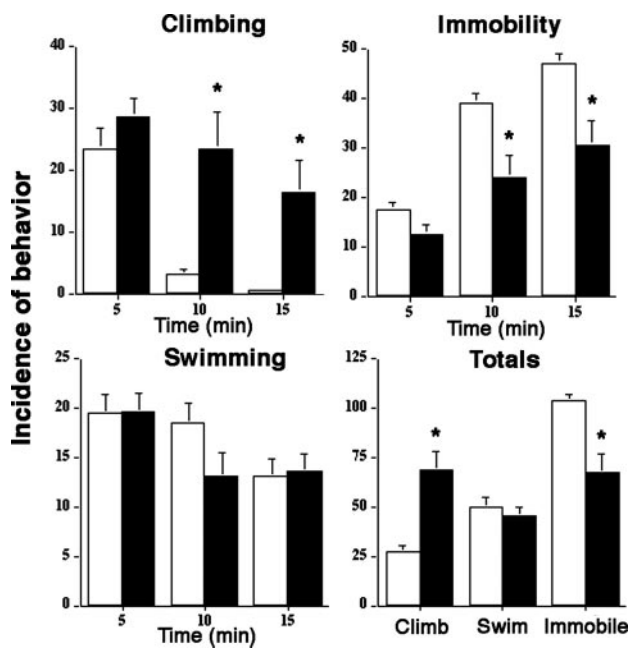 Climbing
40
30
20
10
0
*
*
5 10 15
Time (min)
Immobility
50
40
30
20
10
0
*
*
5 10 15
Time (min)
Incidence of behavior
Swimming
25
20
15
10
5
0
5 10 15
Time (min)
Totals
125
100
75
50
25
0
*
*
Climb Swim Immobile